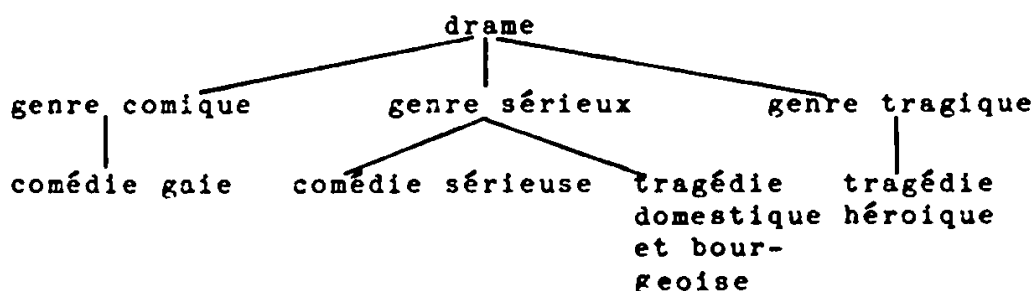 drame
genre comique genre sérieux genre tragique
comédie gaie comédie sérieuse tragédie tragédie
domestique héroique
et bour-
geoise